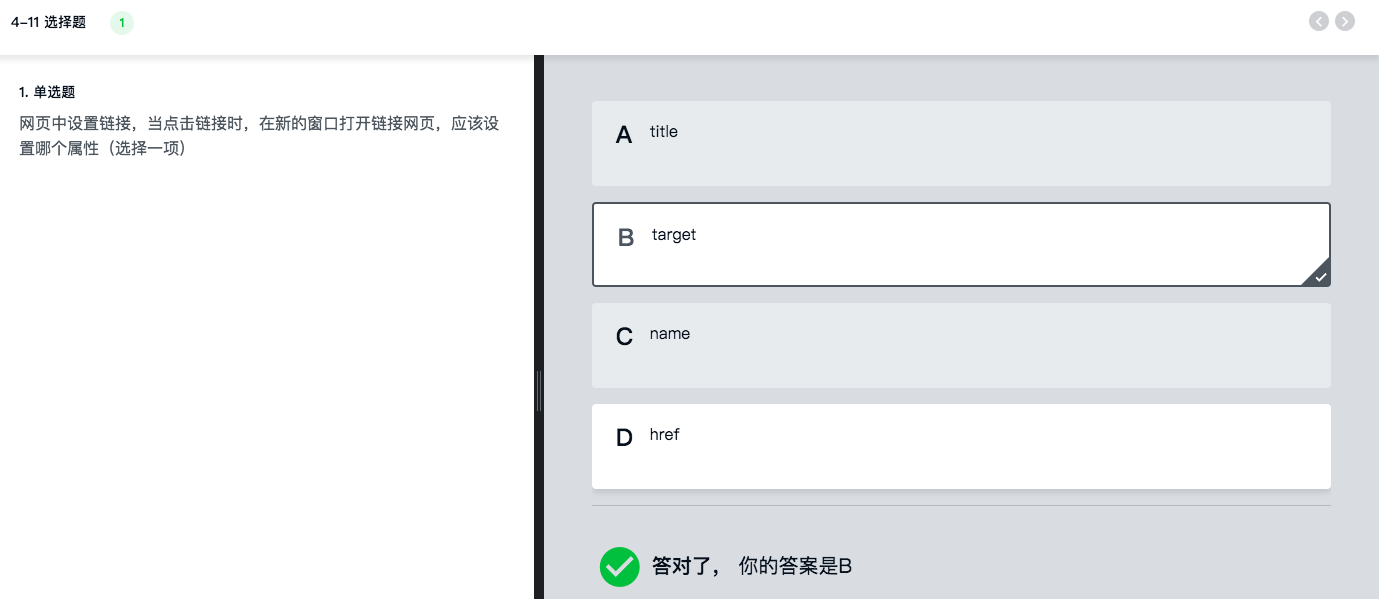 4-11 选择题 1
1. 单选题
网页中设置链接，当点击链接时，在新的窗口打开链接网页，应该设
置哪个属性（选择一项）
A title
B target
C name
D href
答对了， 你的答案是B